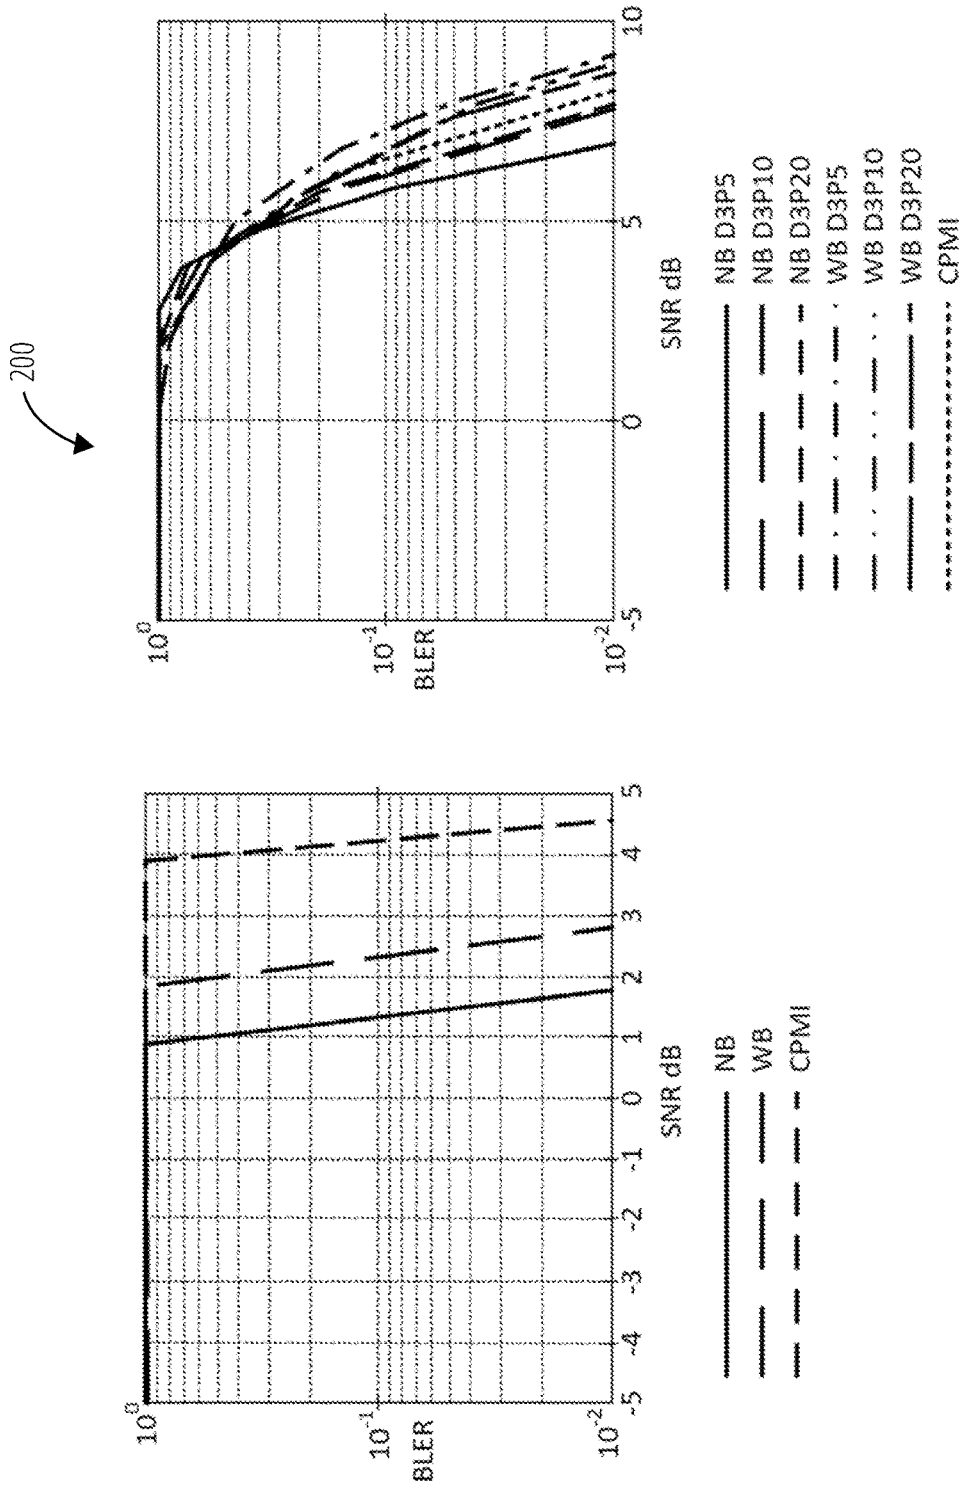 200
10^0
10^-1
BLER
10^-2
-5 -4 -3 -2 -1 0 1 2 3 4 5
SNR dB
NB
WB
CPMI
10^0
10^-1
BLER
10^-2
-5 0 5 10
SNR dB
NB D3P5
NB D3P10
NB D3P20
WB D3P5
WB D3P10
WB D3P20
CPMI